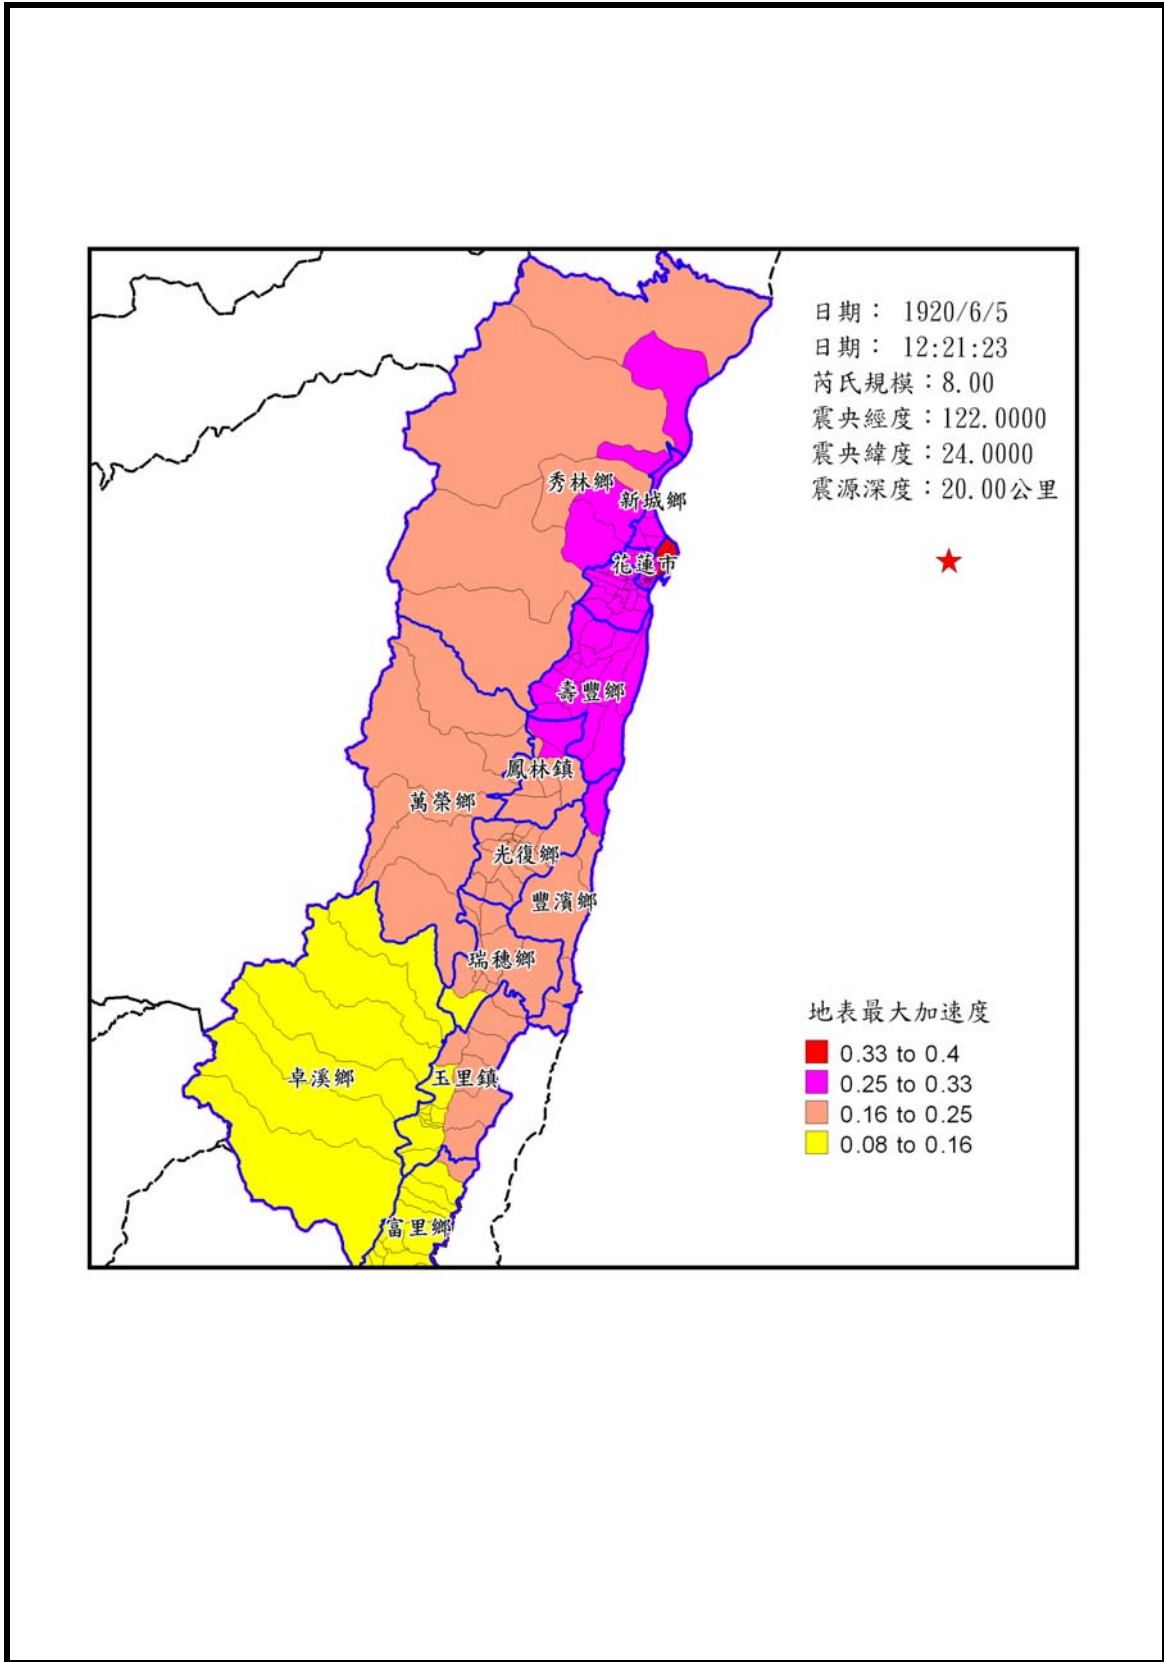 日期： 1920/6/5
日期： 12:21:23
芮氏規模：8.00
震央經度：122.0000
震央緯度：24.0000
震源深度：20.00公里
秀林鄉
新城鄉
花蓮市
壽豐鄉
鳳林鎮
萬榮鄉
光復鄉
豐濱鄉
瑞穗鄉
卓溪鄉
玉里鎮
富里鄉
地表最大加速度
0.33 to 0.4
0.25 to 0.33
0.16 to 0.25
0.08 to 0.16